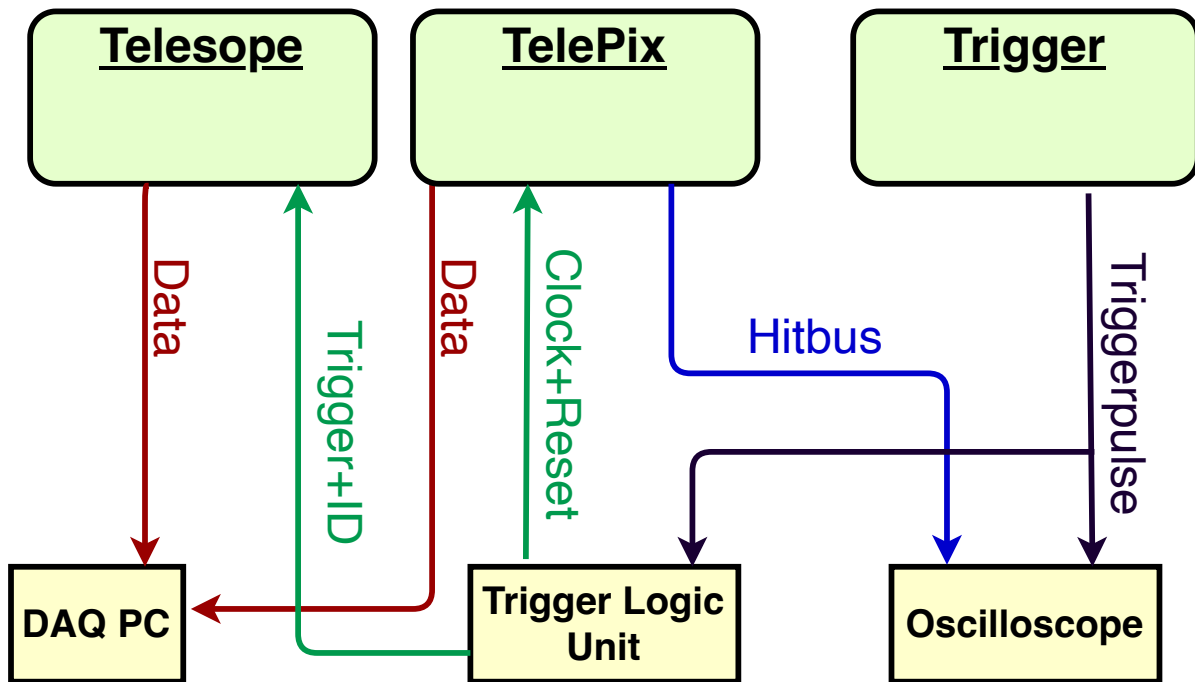 Telesope
TelePix
Trigger
Data
Trigger+ID
Data
Clock+Reset
Hitbus
Triggerpulse
DAQ PC
Trigger Logic
Unit
Oscilloscope